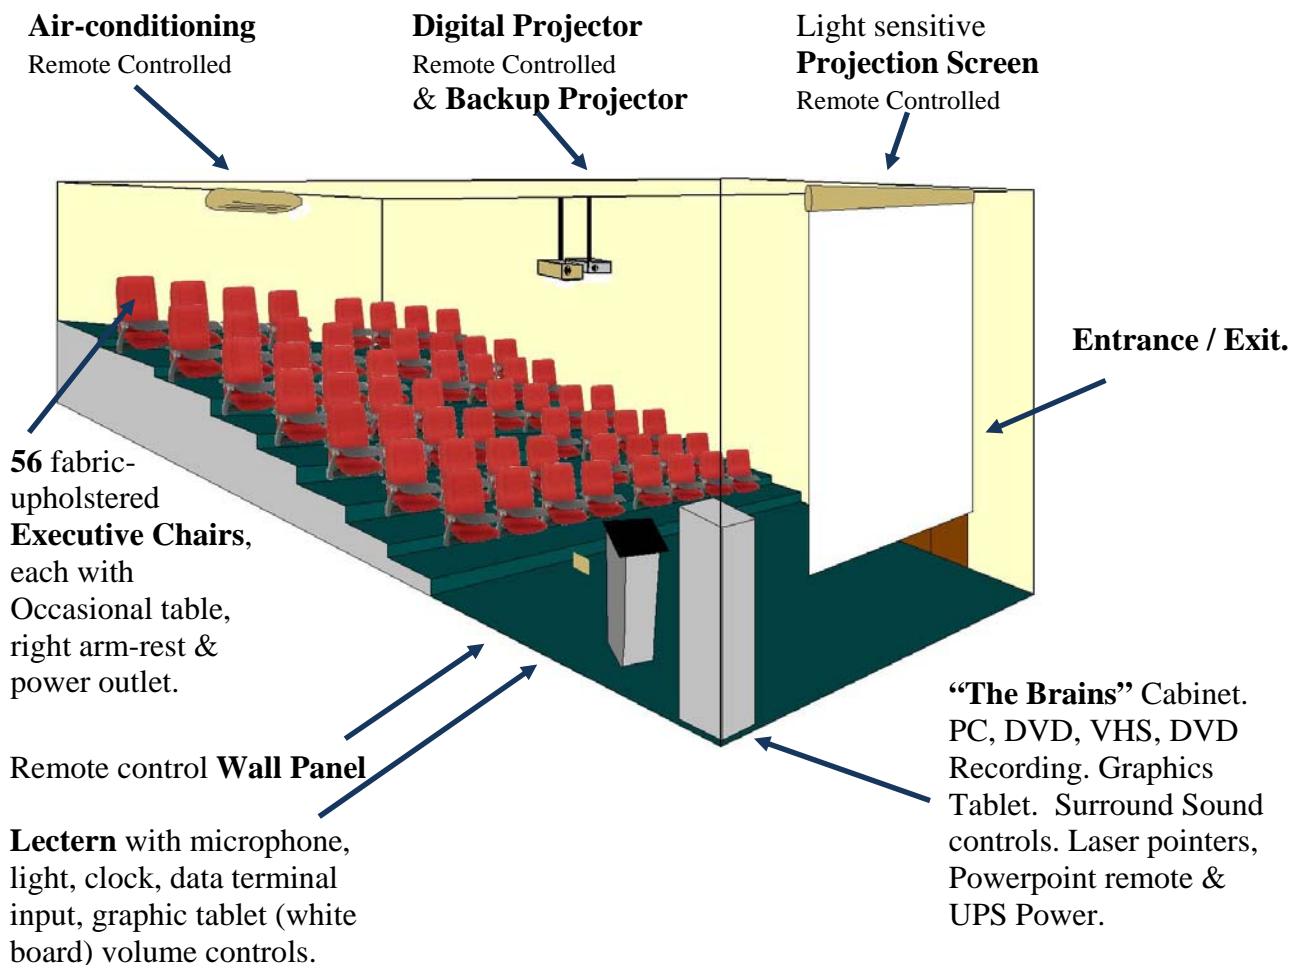 Air-conditioning
Remote Controlled
Digital Projector
Remote Controlled
& Backup Projector
Light sensitive
Projection Screen
Remote Controlled
Entrance / Exit.
56 fabric-
upholstered
Executive Chairs,
each with
Occasional table,
right arm-rest &
power outlet.
Remote control Wall Panel
Lectern with microphone,
light, clock, data terminal
input, graphic tablet (white
board) volume controls.
“The Brains” Cabinet.
PC, DVD, VHS, DVD
Recording. Graphics
Tablet.  Surround Sound
controls. Laser pointers,
Powerpoint remote &
UPS Power.